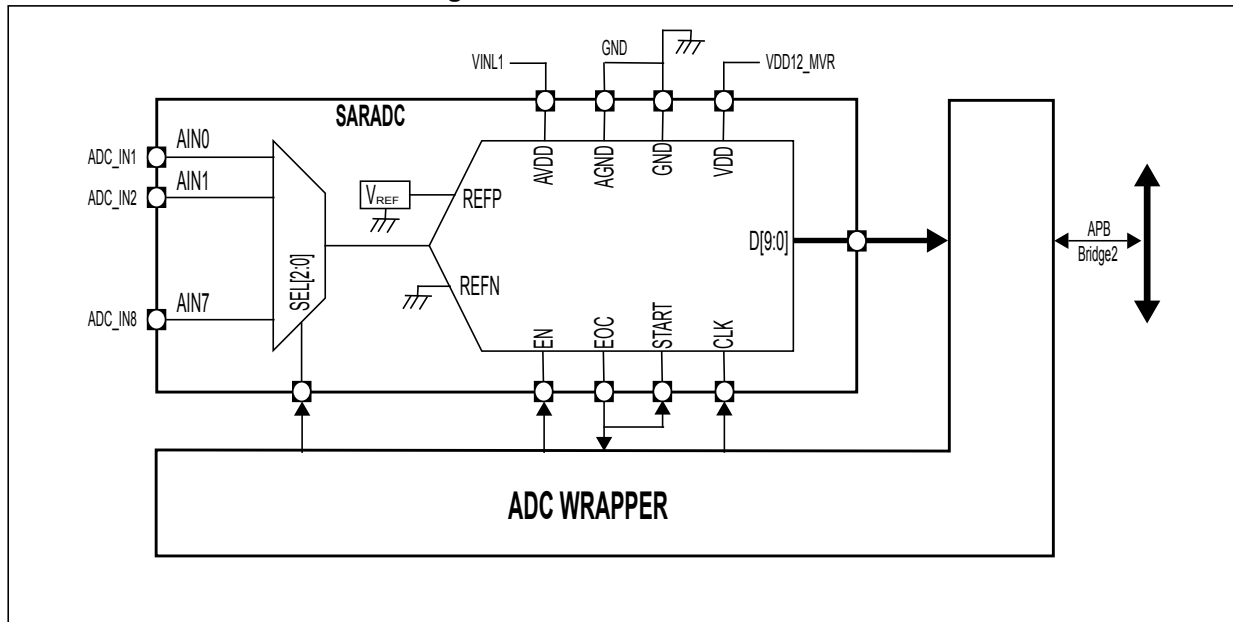 GND
VINL1
VDD12_MVR
SARADC
AIN0
ADC_IN1
AIN1
ADC_IN2
AVDD
AGND
GND
VDD
VREF
REFP
D[9:0]
APB
Bridge2
SEL[2:0]
REFN
AIN7
ADC_IN8
EN
EOC
START
CLK
ADC WRAPPER